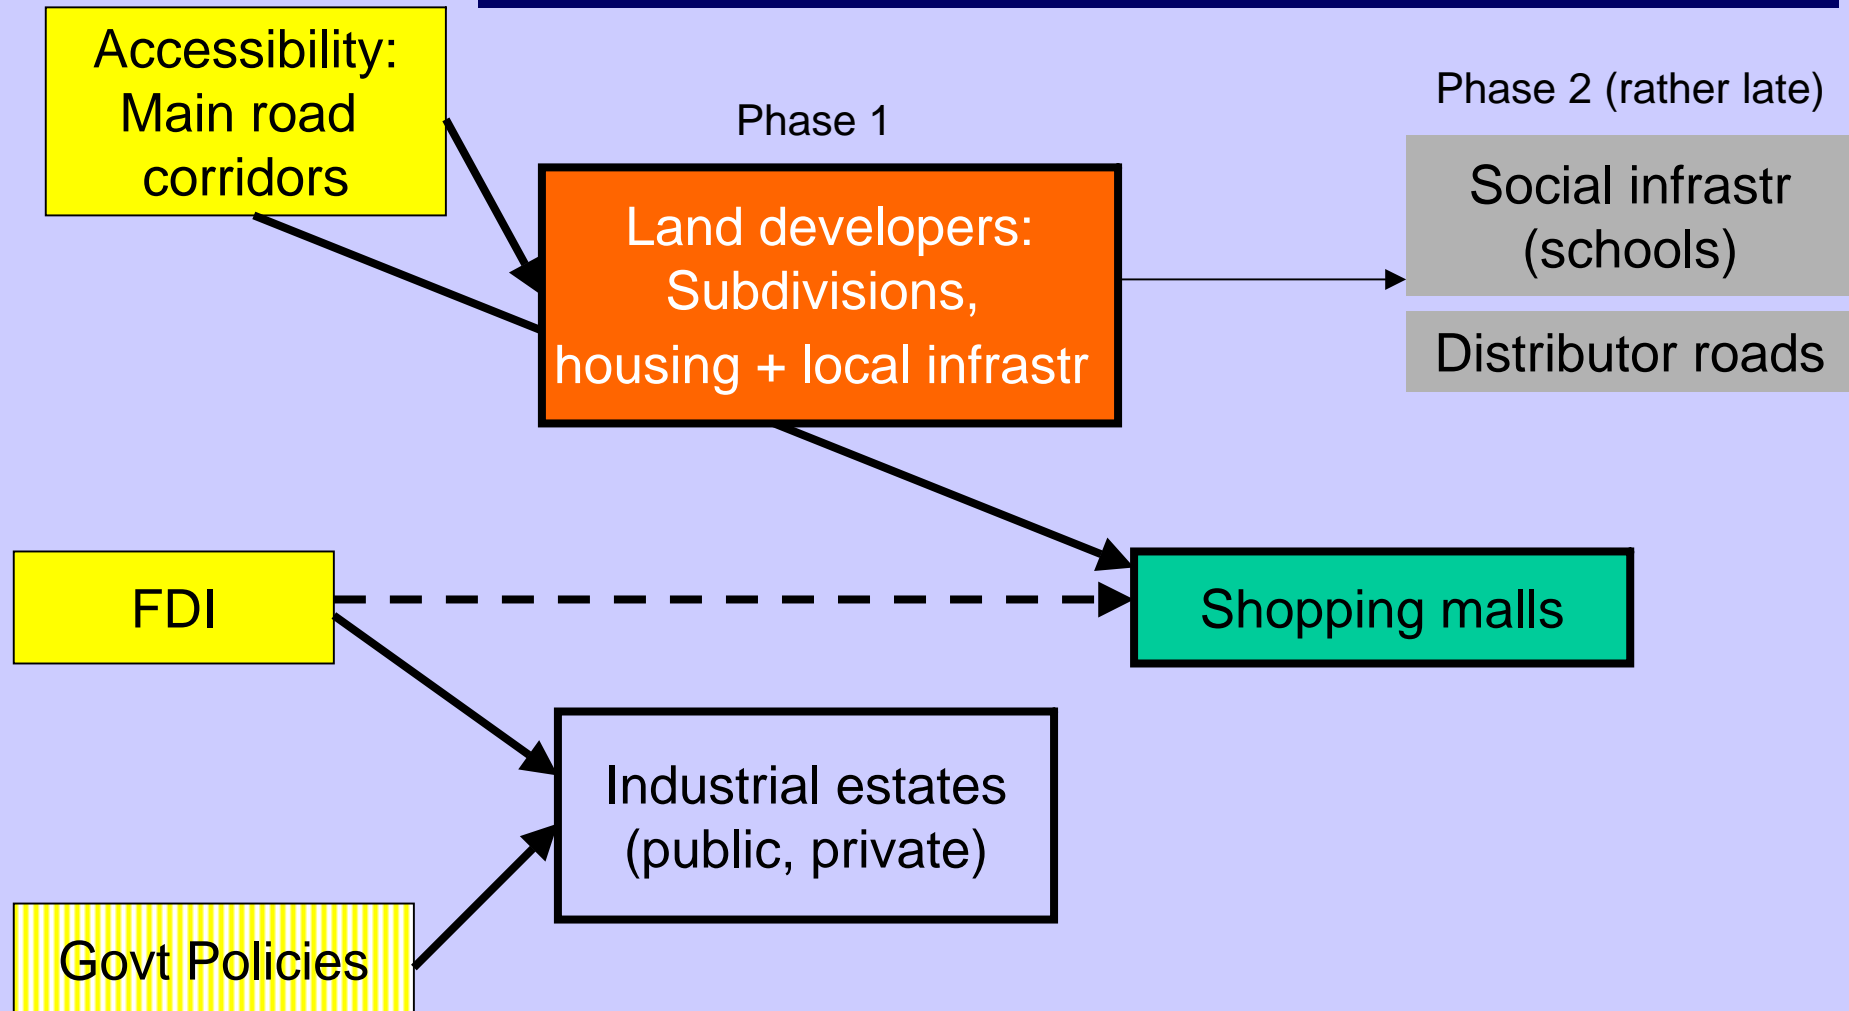 Accessibility:
Main road
corridors
Phase 1
Phase 2 (rather late)
Land developers:
Subdivisions,
housing + local infrastr
Social infrastr
(schools)
Distributor roads
FDI
Shopping malls
Industrial estates
(public, private)
Govt Policies